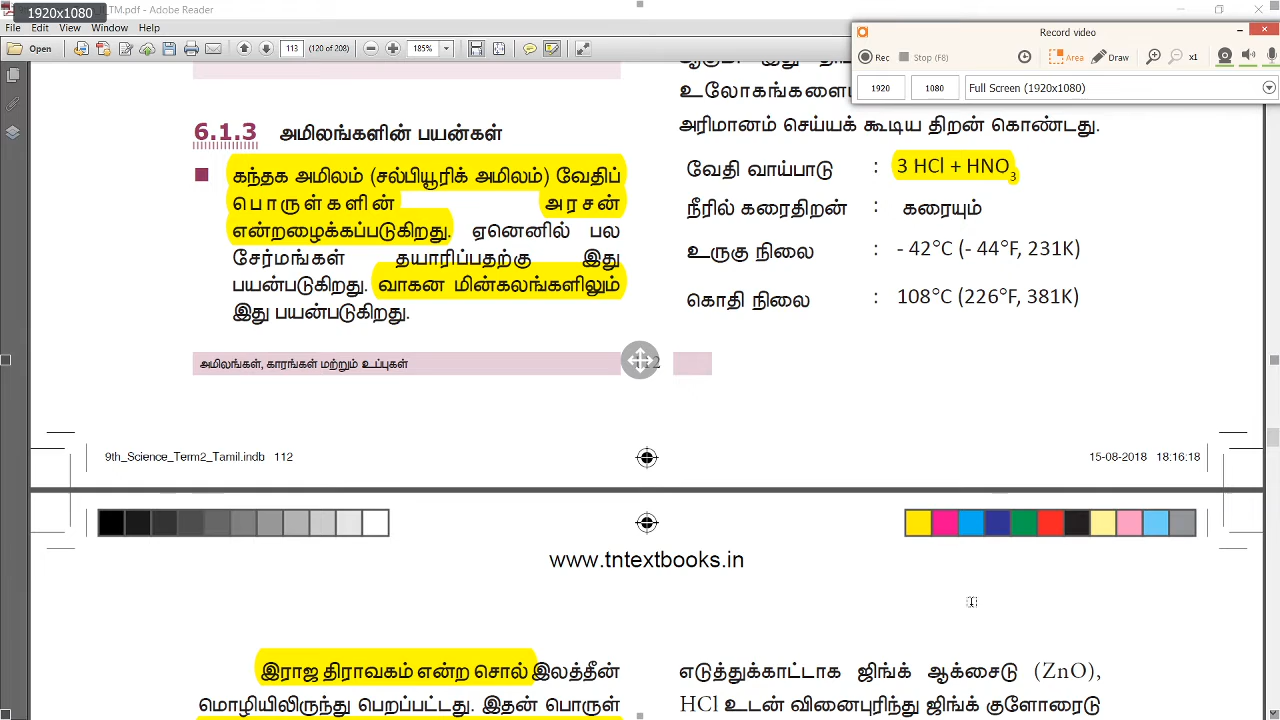 1920x1080
TM.pdf - Adobe Reader
File Edit View Window Help
Open 113 (120 of 208) 185%
Record video
Rec Stop (F8) Area Draw x1
1920 1080 Full Screen (1920x1080)
6.1.3 அமிலங்களின் பயன்கள்
கந்தக அமிலம் (சல்பியூரிக் அமிலம்) வேதிப்
பொருள்களின் அரசன்
என்றழைக்கப்படுகிறது. ஏனெனில் பல
சேர்மங்கள் தயாரிப்பதற்கு இது
பயன்படுகிறது. வாகன மின்கலங்களிலும்
இது பயன்படுகிறது.
அமிலங்கள், காரங்கள் மற்றும் உப்புகள்
உலோகங்களை
அரிமானம் செய்யக் கூடிய திறன் கொண்டது.
வேதி வாய்பாடு : 3 HCl + HNO3
நீரில் கரைதிறன் : கரையும்
உருகு நிலை : - 42°C (- 44°F, 231K)
கொதி நிலை : 108°C (226°F, 381K)
9th_Science_Term2_Tamil.indb 112
15-08-2018 18:16:18
www.tntextbooks.in
இராஜ திராவகம் என்ற சொல் இலத்தீன்
மொழியிலிருந்து பெறப்பட்டது. இதன் பொருள்
எடுத்துக்காட்டாக ஜிங்க் ஆக்சைடு (ZnO),
HCl உடன் வினைபுரிந்து ஜிங்க் குளோரைடு